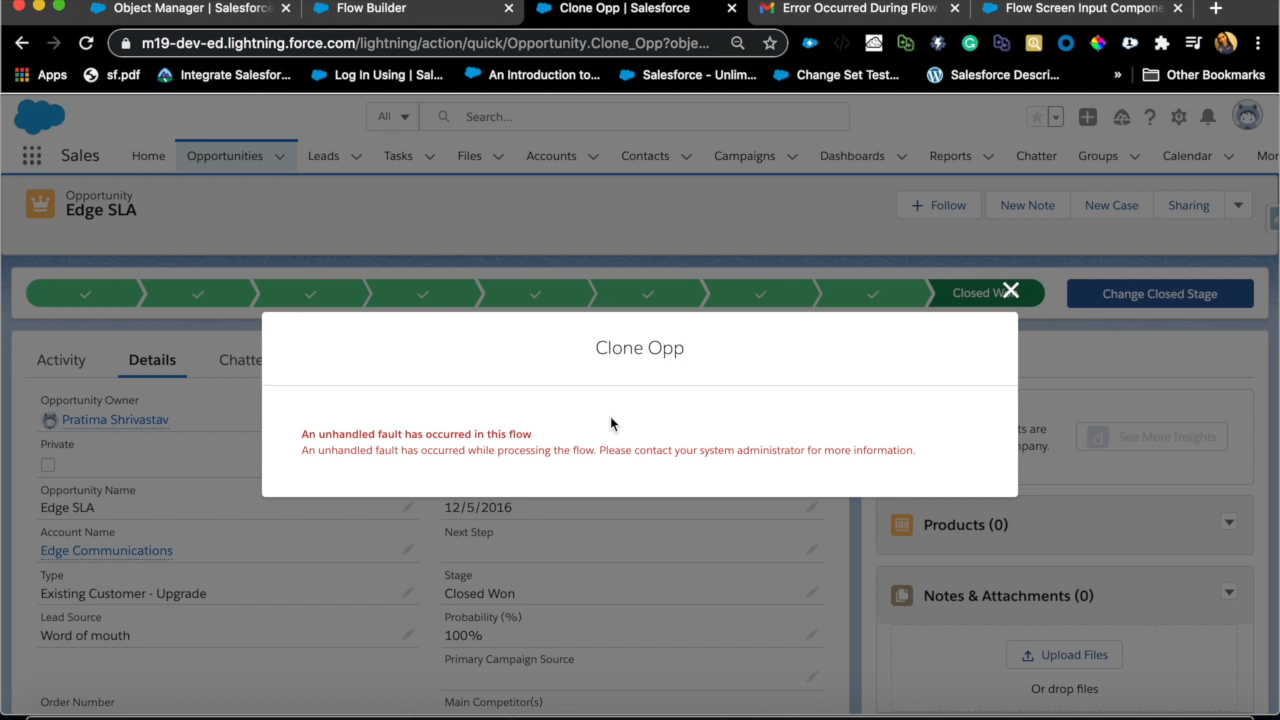 Object Manager | Salesforce
Flow Builder
Clone Opp | Salesforce
Error Occurred During Flow
Flow Screen Input Compone
m19-dev-ed.lightning.force.com/lightning/action/quick/Opportunity.Clone_Opp?obje...
Apps
sf.pdf
Integrate Salesfor...
Log In Using | Sal...
An Introduction to...
Salesforce – Unlim...
Change Set Test...
Salesforce Descri...
»
Other Bookmarks
All
Search...
Sales
Home
Opportunities
Leads
Tasks
Files
Accounts
Contacts
Campaigns
Dashboards
Reports
Chatter
Groups
Calendar
Mor
Opportunity
Edge SLA
+ Follow
New Note
New Case
Sharing
Closed W
Change Closed Stage
Clone Opp
An unhandled fault has occurred in this flow
An unhandled fault has occurred while processing the flow. Please contact your system administrator for more information.
Activity
Details
Chatte
Opportunity Owner
Pratima Shrivastav
Private
Opportunity Name
Edge SLA
12/5/2016
Account Name
Edge Communications
Next Step
Type
Existing Customer - Upgrade
Stage
Closed Won
Lead Source
Word of mouth
Probability (%)
100%
Primary Campaign Source
Order Number
Main Competitor(s)
ts are
npany.
d
See More Insights
Products (0)
Notes & Attachments (0)
Upload Files
Or drop files